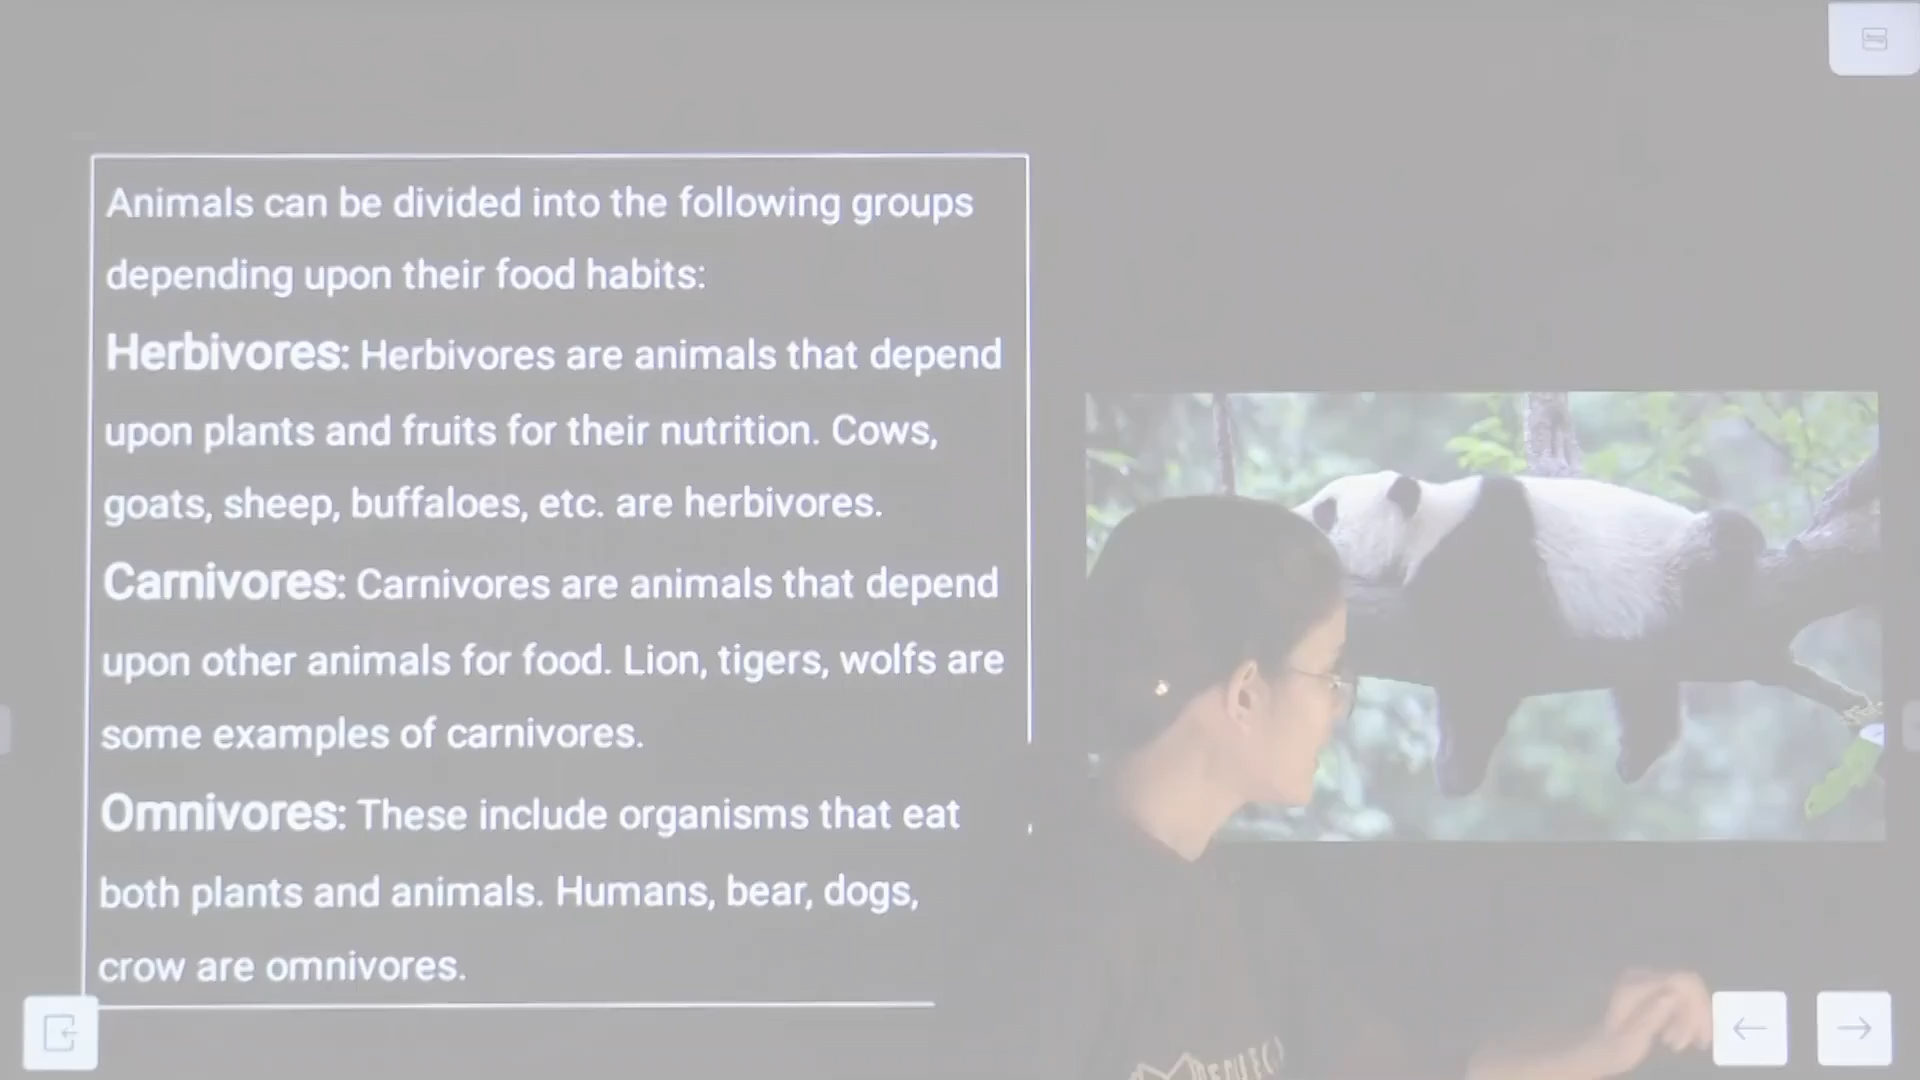 Animals can be divided into the following groups
depending upon their food habits:
Herbivores: Herbivores are animals that depend
upon plants and fruits for their nutrition. Cows,
goats, sheep, buffaloes, etc. are herbivores.
Carnivores: Carnivores are animals that depend
upon other animals for food. Lion, tigers, wolfs are
some examples of carnivores.
Omnivores: These include organisms that eat
both plants and animals. Humans, bear, dogs,
crow are omnivores.